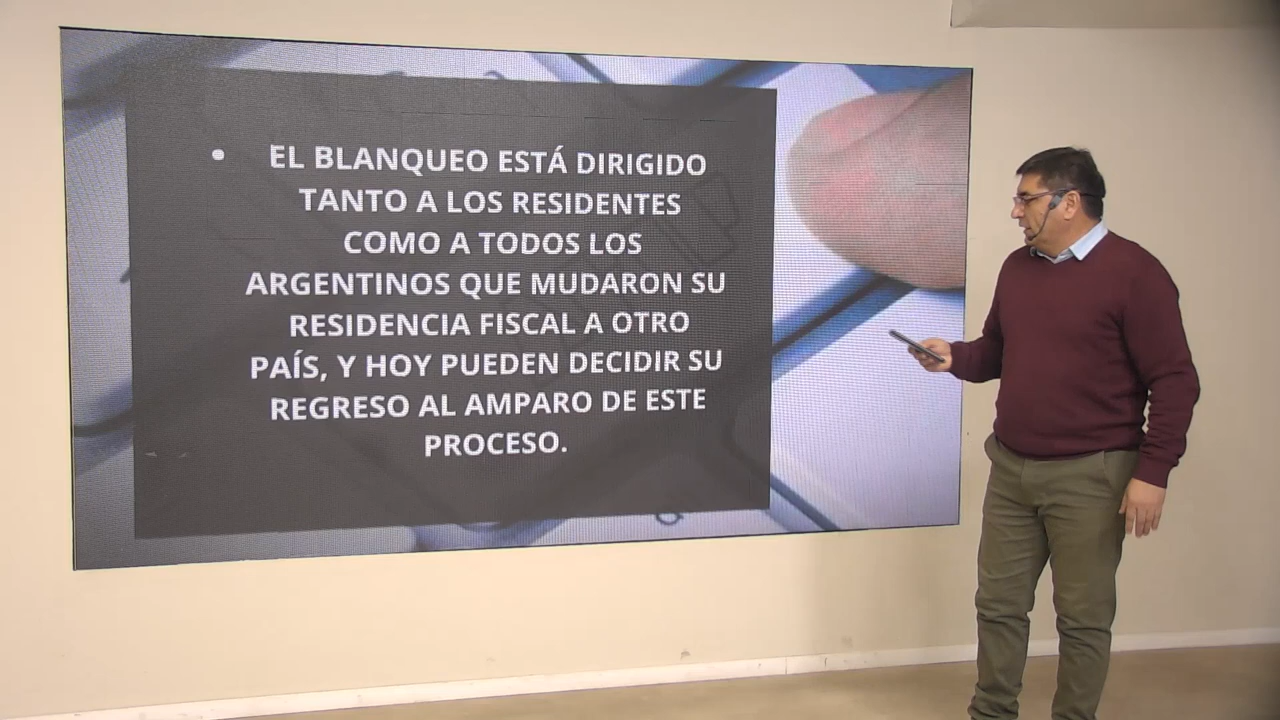 • EL BLANQUEO ESTÁ DIRIGIDO
TANTO A LOS RESIDENTES
COMO A TODOS LOS
ARGENTINOS QUE MUDARON SU
RESIDENCIA FISCAL A OTRO
PAÍS, Y HOY PUEDEN DECIDIR SU
REGRESO AL AMPARO DE ESTE
PROCESO.